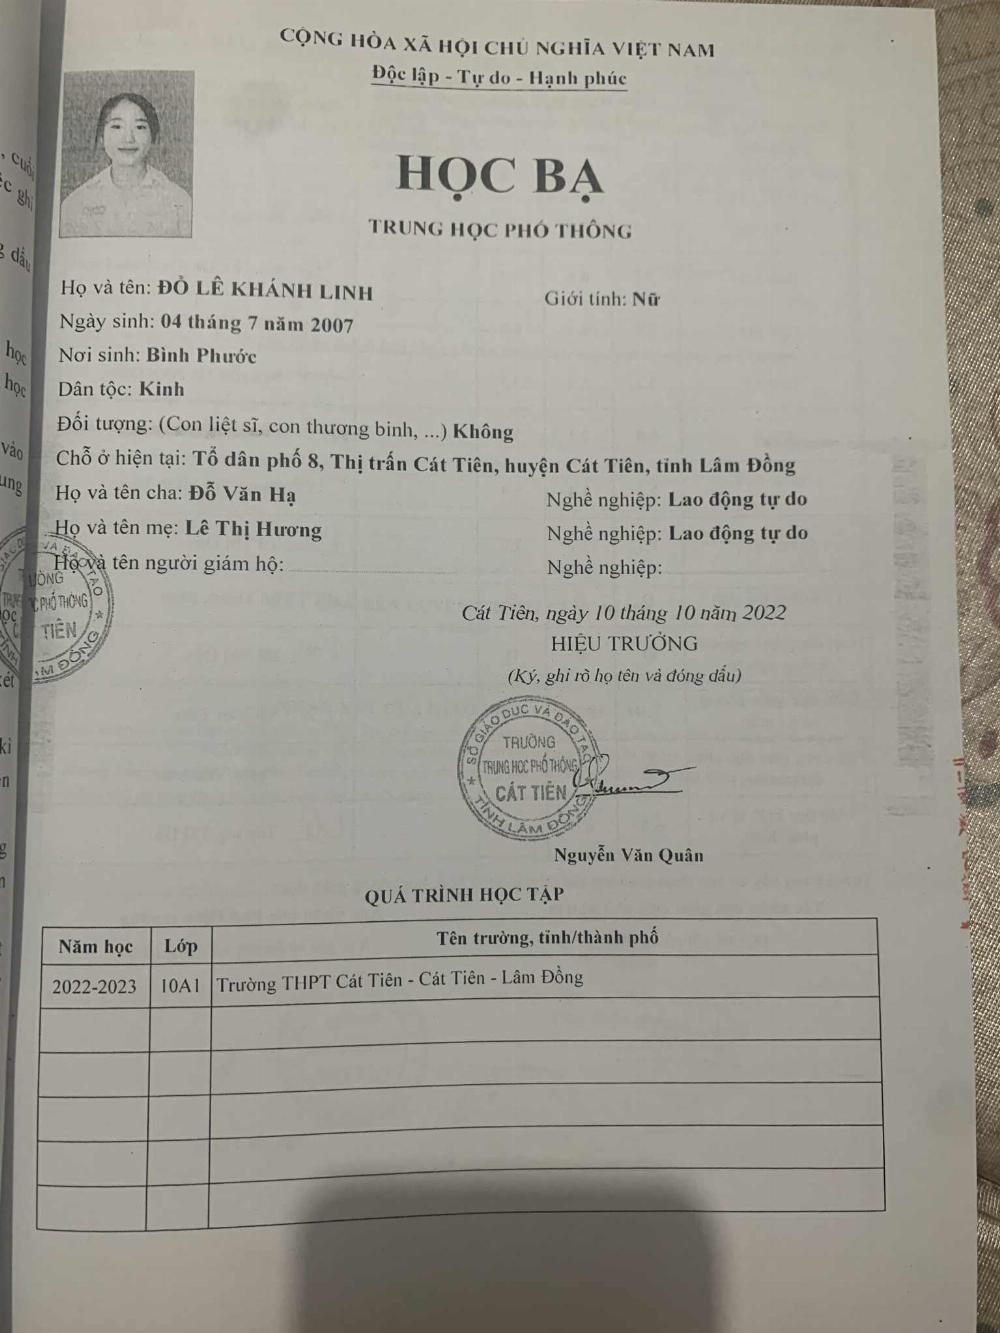 CỘNG HÒA XÃ HỘI CHỦ NGHĨA VIỆT NAM
Độc lập - Tự do - Hạnh phúc
HỌC BẠ
TRUNG HỌC PHỔ THÔNG
Họ và tên: ĐỖ LÊ KHÁNH LINH Giới tính: Nữ
Ngày sinh: 04 tháng 7 năm 2007
Nơi sinh: Bình Phước
Dân tộc: Kinh
Đối tượng: (Con liệt sĩ, con thương binh, ...) Không
Chỗ ở hiện tại: Tổ dân phố 8, Thị trấn Cát Tiên, huyện Cát Tiên, tỉnh Lâm Đồng
Họ và tên cha: Đỗ Văn Hạ Nghề nghiệp: Lao động tự do
Họ và tên mẹ: Lê Thị Hương Nghề nghiệp: Lao động tự do
Họ và tên người giám hộ: Nghề nghiệp:
Cát Tiên, ngày 10 tháng 10 năm 2022
HIỆU TRƯỞNG
(Ký, ghi rõ họ tên và đóng dấu)
SỞ GIÁO DỤC VÀ ĐÀO TẠO
TRƯỜNG
TRUNG HỌC PHỔ THÔNG
CÁT TIÊN
TỈNH LÂM ĐỒNG
Nguyễn Văn Quân
QUÁ TRÌNH HỌC TẬP
Năm học Lớp Tên trường, tỉnh/thành phố
2022-2023 10A1 Trường THPT Cát Tiên - Cát Tiên - Lâm Đồng